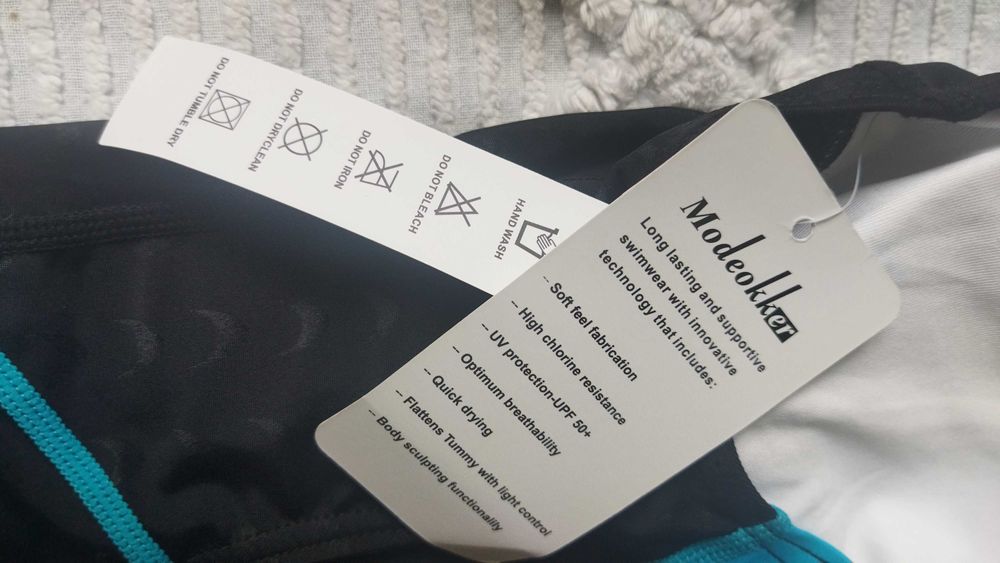 DO NOT TUMBLE DRY
DO NOT DRYCLEAN
DO NOT IRON
DO NOT BLEACH
HAND WASH
Modeokker
Long lasting and supportive
swimwear with innovative
technology that includes:
– Soft feel fabrication
– High chlorine resistance
– UV protection-UPF 50+
– Optimum breathability
– Quick drying
– Flattens Tummy with light control
– Body sculpting functionality